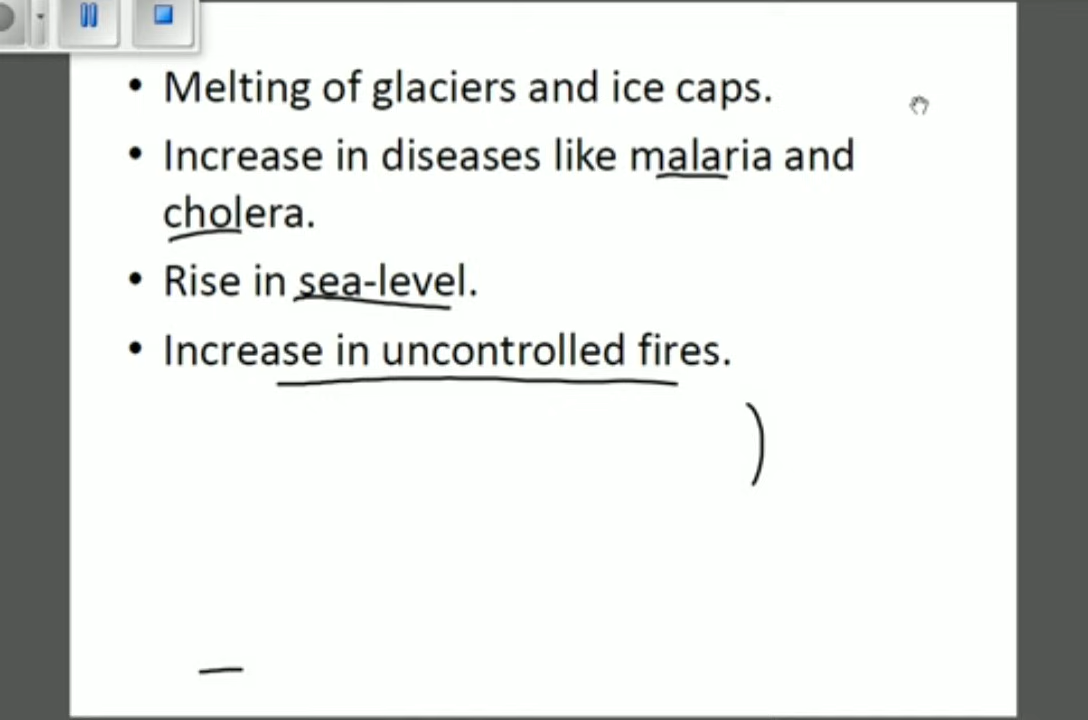 • Melting of glaciers and ice caps.
• Increase in diseases like malaria and
cholera.
• Rise in sea-level.
• Increase in uncontrolled fires.